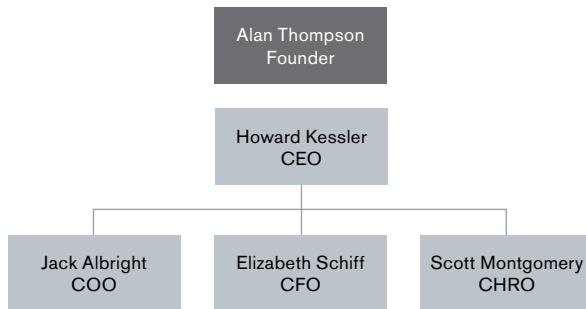 Alan Thompson
Founder
Howard Kessler
CEO
Jack Albright
COO
Elizabeth Schiff
CFO
Scott Montgomery
CHRO